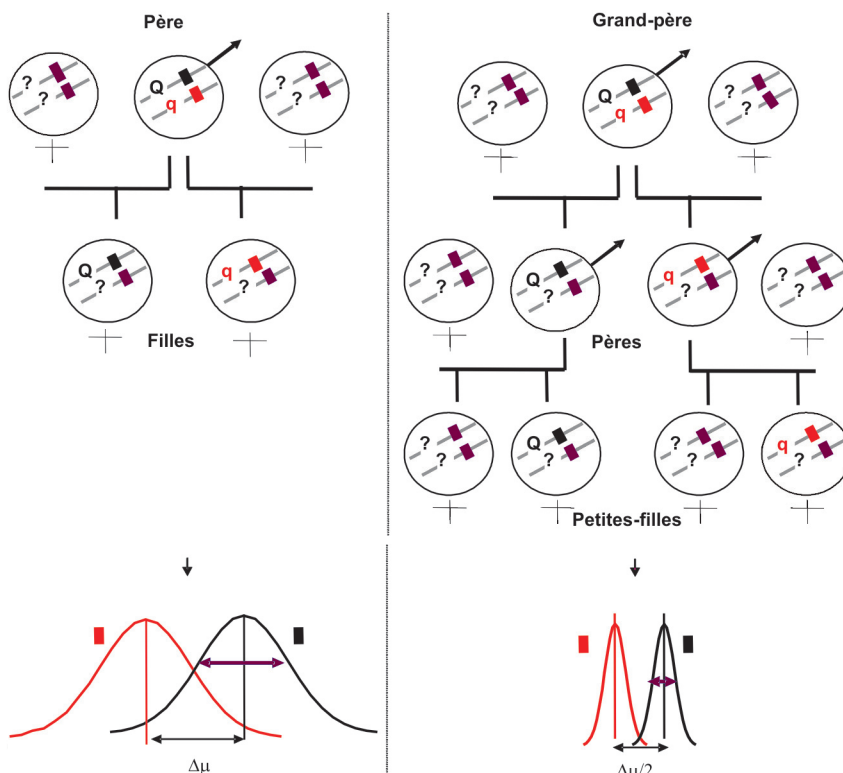 Père
? ? Q q ? ?
Q ? q ?
Filles
Δμ
Grand-père
? ? Q q ? ?
? ? Q ? q ? ? ?
Pères
? ? Q ? ? ? q ?
Petites-filles
Δμ/2